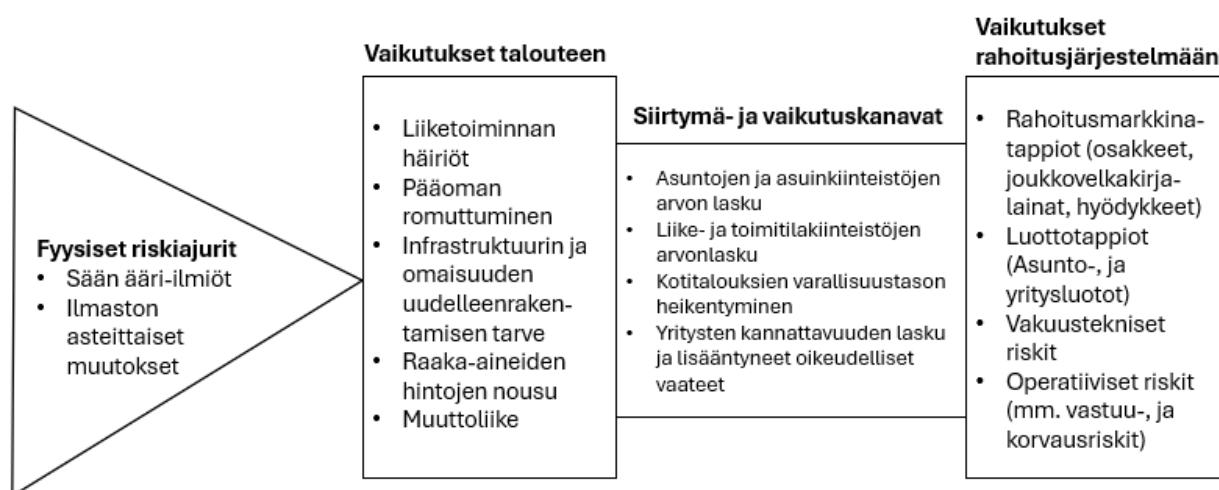 Fyysiset riskiajurit
• Sään ääri-ilmiöt
• Ilmaston
asteittaiset
muutokset
Vaikutukset talouteen
• Liiketoiminnan
häiriöt
• Pääoman
romuttuminen
• Infrastruktuurin ja
omaisuuden
uudelleenraken-
tamisen tarve
• Raaka-aineiden
hintojen nousu
• Muuttoliike
Siirtymä- ja vaikutuskanavat
• Asuntojen ja asuinkiinteistöjen
arvon lasku
• Liike- ja toimitilakiinteistöjen
arvonlasku
• Kotitalouksien varallisuustason
heikentyminen
• Yritysten kannattavuuden lasku
ja lisääntyneet oikeudelliset
vaateet
Vaikutukset
rahoitusjärjestelmään
• Rahoitusmarkkina-
tappiot (osakkeet,
joukkovelkakirja-
lainat, hyödykkeet)
• Luottotappiot
(Asunto-, ja
yritysluotot)
• Vakuustekniset
riskit
• Operatiiviset riskit
(mm. vastuu-, ja
korvausriskit)